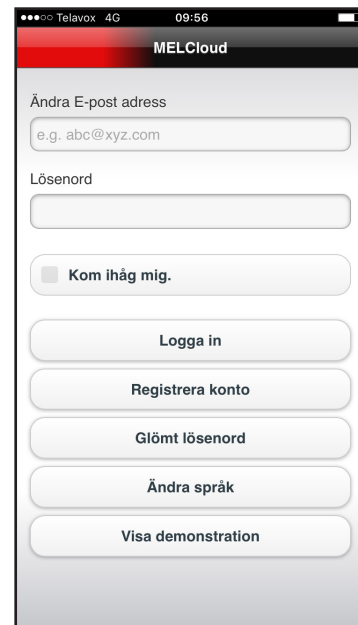 ●●●○○ Telavox 4G 09:56
MELCloud
Ändra E-post adress
e.g. abc@xyz.com
Lösenord
Kom ihåg mig.
Logga in
Registrera konto
Glömt lösenord
Ändra språk
Visa demonstration